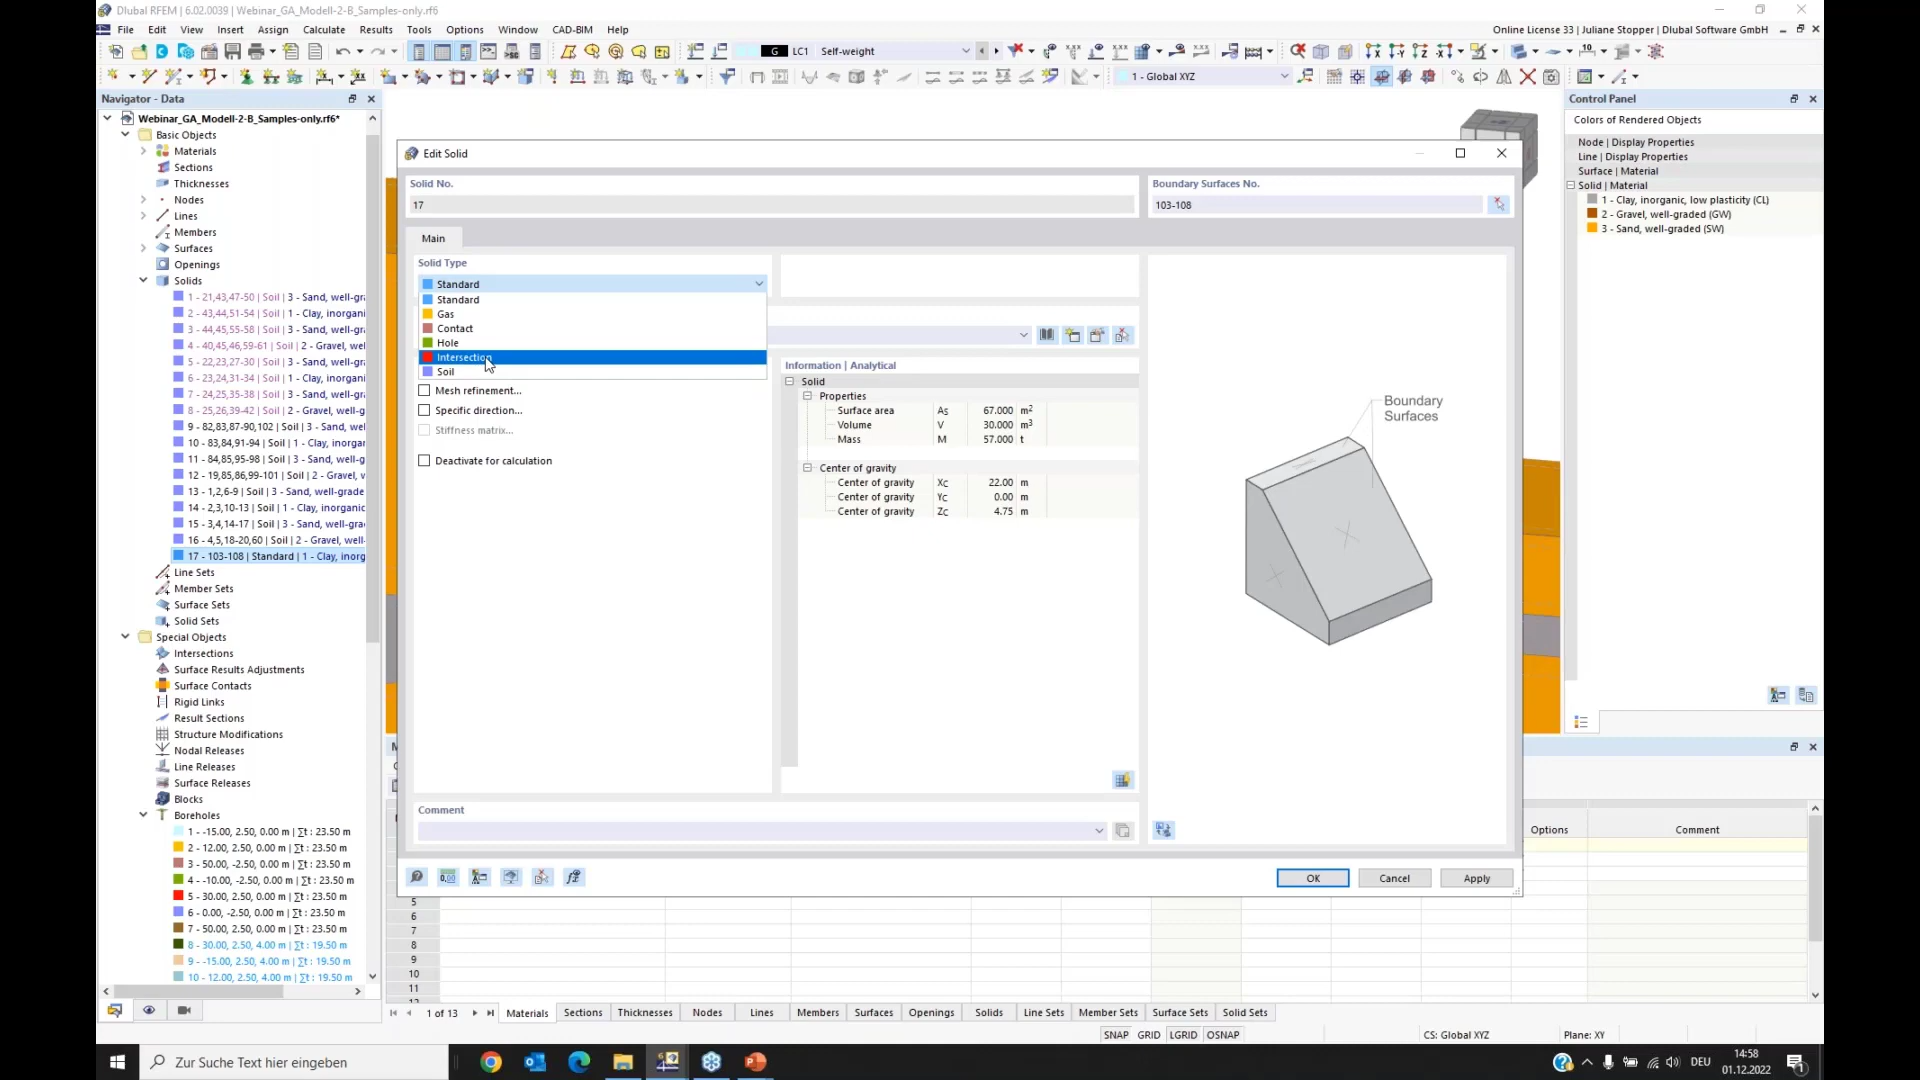 Dlubal RFEM | 6.02.0039 | Webinar_GA_Modell-2-B_Samples-only.rf6*
File Edit View Insert Assign Calculate Results Tools Options Window CAD-BIM Help
Online License 33 | Juliane Stopper | Dlubal Software GmbH
G LC1 Self-weight
1 - Global XYZ
Navigator - Data
Webinar_GA_Modell-2-B_Samples-only.rf6*
Basic Objects
Materials
Sections
Thicknesses
Nodes
Lines
Members
Surfaces
Openings
Solids
1 - 21,43,47-50 | Soil | 3 - Sand, well-gra
2 - 43,44,51-54 | Soil | 1 - Clay, inorgani
3 - 44,45,55-58 | Soil | 3 - Sand, well-gra
4 - 40,45,46,59-61 | Soil | 2 - Gravel, wel
5 - 22,23,27-30 | Soil | 3 - Sand, well-gra
6 - 23,24,31-34 | Soil | 1 - Clay, inorgani
7 - 24,25,35-38 | Soil | 3 - Sand, well-gra
8 - 25,26,39-42 | Soil | 2 - Gravel, well-g
9 - 82,83,87-90,102 | Soil | 3 - Sand, well
10 - 83,84,91-94 | Soil | 1 - Clay, inorgan
11 - 84,85,95-98 | Soil | 3 - Sand, well-gr
12 - 19,85,86,99-101 | Soil | 2 - Gravel, w
13 - 1,2,6-9 | Soil | 3 - Sand, well-grade
14 - 2,3,10-13 | Soil | 1 - Clay, inorganic
15 - 3,4,14-17 | Soil | 3 - Sand, well-grad
16 - 4,5,18-20,60 | Soil | 2 - Gravel, well-
17 - 103-108 | Standard | 1 - Clay, inorg
Line Sets
Member Sets
Surface Sets
Solid Sets
Special Objects
Intersections
Surface Results Adjustments
Surface Contacts
Rigid Links
Result Sections
Structure Modifications
Nodal Releases
Line Releases
Surface Releases
Blocks
Boreholes
1 - -15.00, 2.50, 0.00 m | ∑t : 23.50 m
2 - 12.00, 2.50, 0.00 m | ∑t : 23.50 m
3 - 50.00, -2.50, 0.00 m | ∑t : 23.50 m
4 - -10.00, -2.50, 0.00 m | ∑t : 23.50 m
5 - 30.00, 2.50, 0.00 m | ∑t : 23.50 m
6 - 0.00, -2.50, 0.00 m | ∑t : 23.50 m
7 - 50.00, 2.50, 0.00 m | ∑t : 23.50 m
8 - 30.00, 2.50, 4.00 m | ∑t : 19.50 m
9 - -15.00, 2.50, 4.00 m | ∑t : 19.50 m
10 - 12.00, 2.50, 4.00 m | ∑t : 19.50 m
Edit Solid
Solid No.
17
Boundary Surfaces No.
103-108
Main
Solid Type
Standard
Standard
Gas
Contact
Hole
Intersection
Soil
Mesh refinement...
Specific direction...
Stiffness matrix...
Deactivate for calculation
Information | Analytical
Solid
Properties
Surface area As 67.000 m2
Volume V 30.000 m3
Mass M 57.000 t
Center of gravity
Center of gravity Xc 22.00 m
Center of gravity Yc 0.00 m
Center of gravity Zc 4.75 m
Boundary
Surfaces
Comment
OK Cancel Apply
Control Panel
Colors of Rendered Objects
Node | Display Properties
Line | Display Properties
Surface | Material
Solid | Material
1 - Clay, inorganic, low plasticity (CL)
2 - Gravel, well-graded (GW)
3 - Sand, well-graded (SW)
Options Comment
5
6
7
8
9
10
11
12
1 of 13 Materials Sections Thicknesses Nodes Lines Members Surfaces Openings Solids Line Sets Member Sets Surface Sets Solid Sets
SNAP GRID LGRID OSNAP CS: Global XYZ Plane: XY
Zur Suche Text hier eingeben
DEU
14:58
01.12.2022